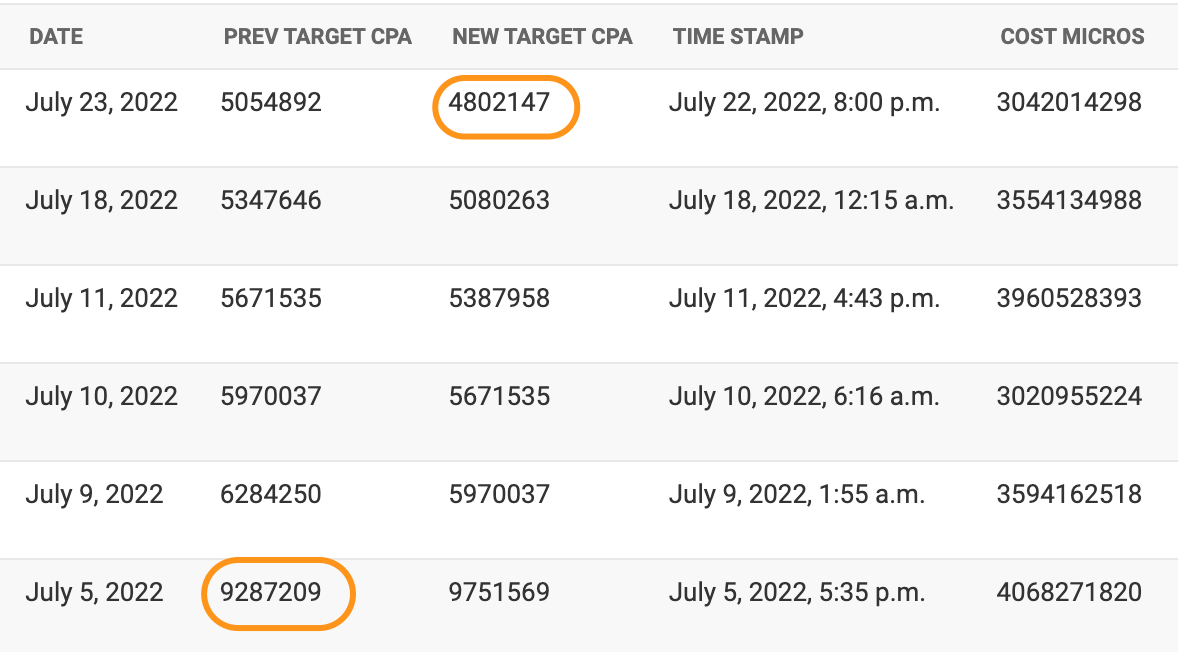 DATE PREV TARGET CPA NEW TARGET CPA TIME STAMP COST MICROS
July 23, 2022 5054892 4802147 July 22, 2022, 8:00 p.m. 3042014298
July 18, 2022 5347646 5080263 July 18, 2022, 12:15 a.m. 3554134988
July 11, 2022 5671535 5387958 July 11, 2022, 4:43 p.m. 3960528393
July 10, 2022 5970037 5671535 July 10, 2022, 6:16 a.m. 3020955224
July 9, 2022 6284250 5970037 July 9, 2022, 1:55 a.m. 3594162518
July 5, 2022 9287209 9751569 July 5, 2022, 5:35 p.m. 4068271820